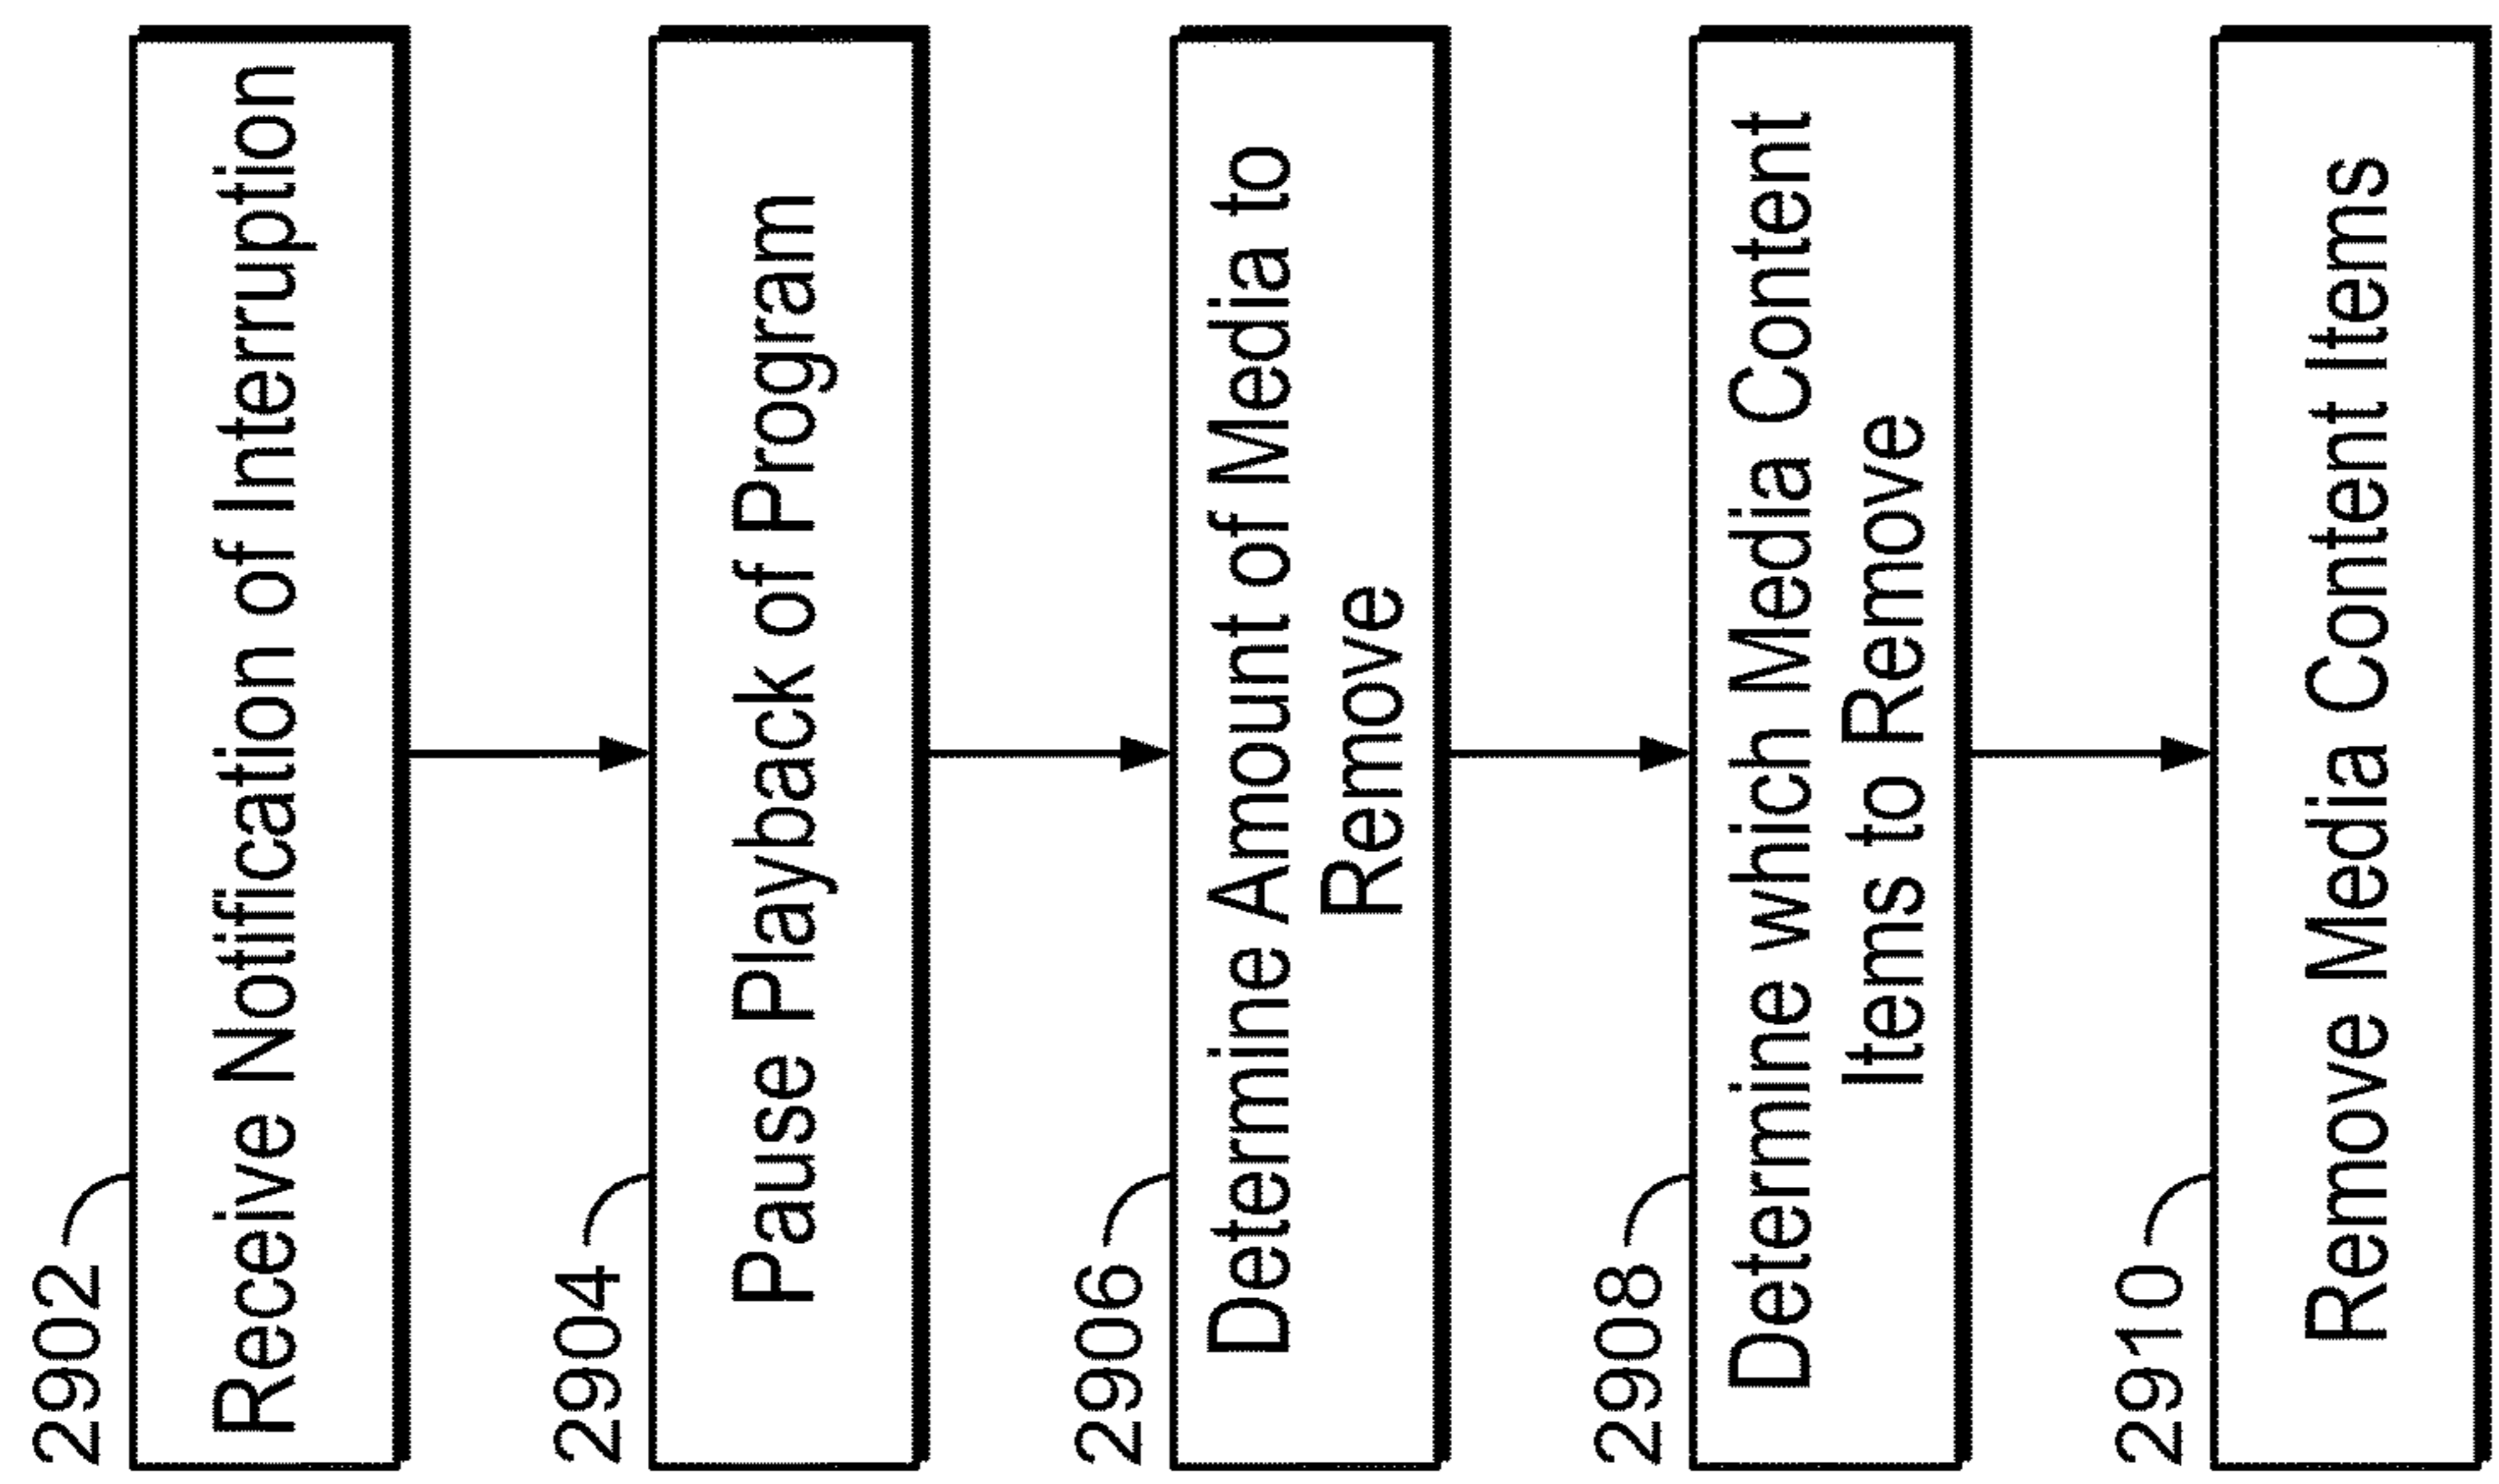 2902
Receive Notification of Interruption
2904
Pause Playback of Program
2906
Determine Amount of Media to
Remove
2908
Determine which Media Content
Items to Remove
2910
Remove Media Content Items